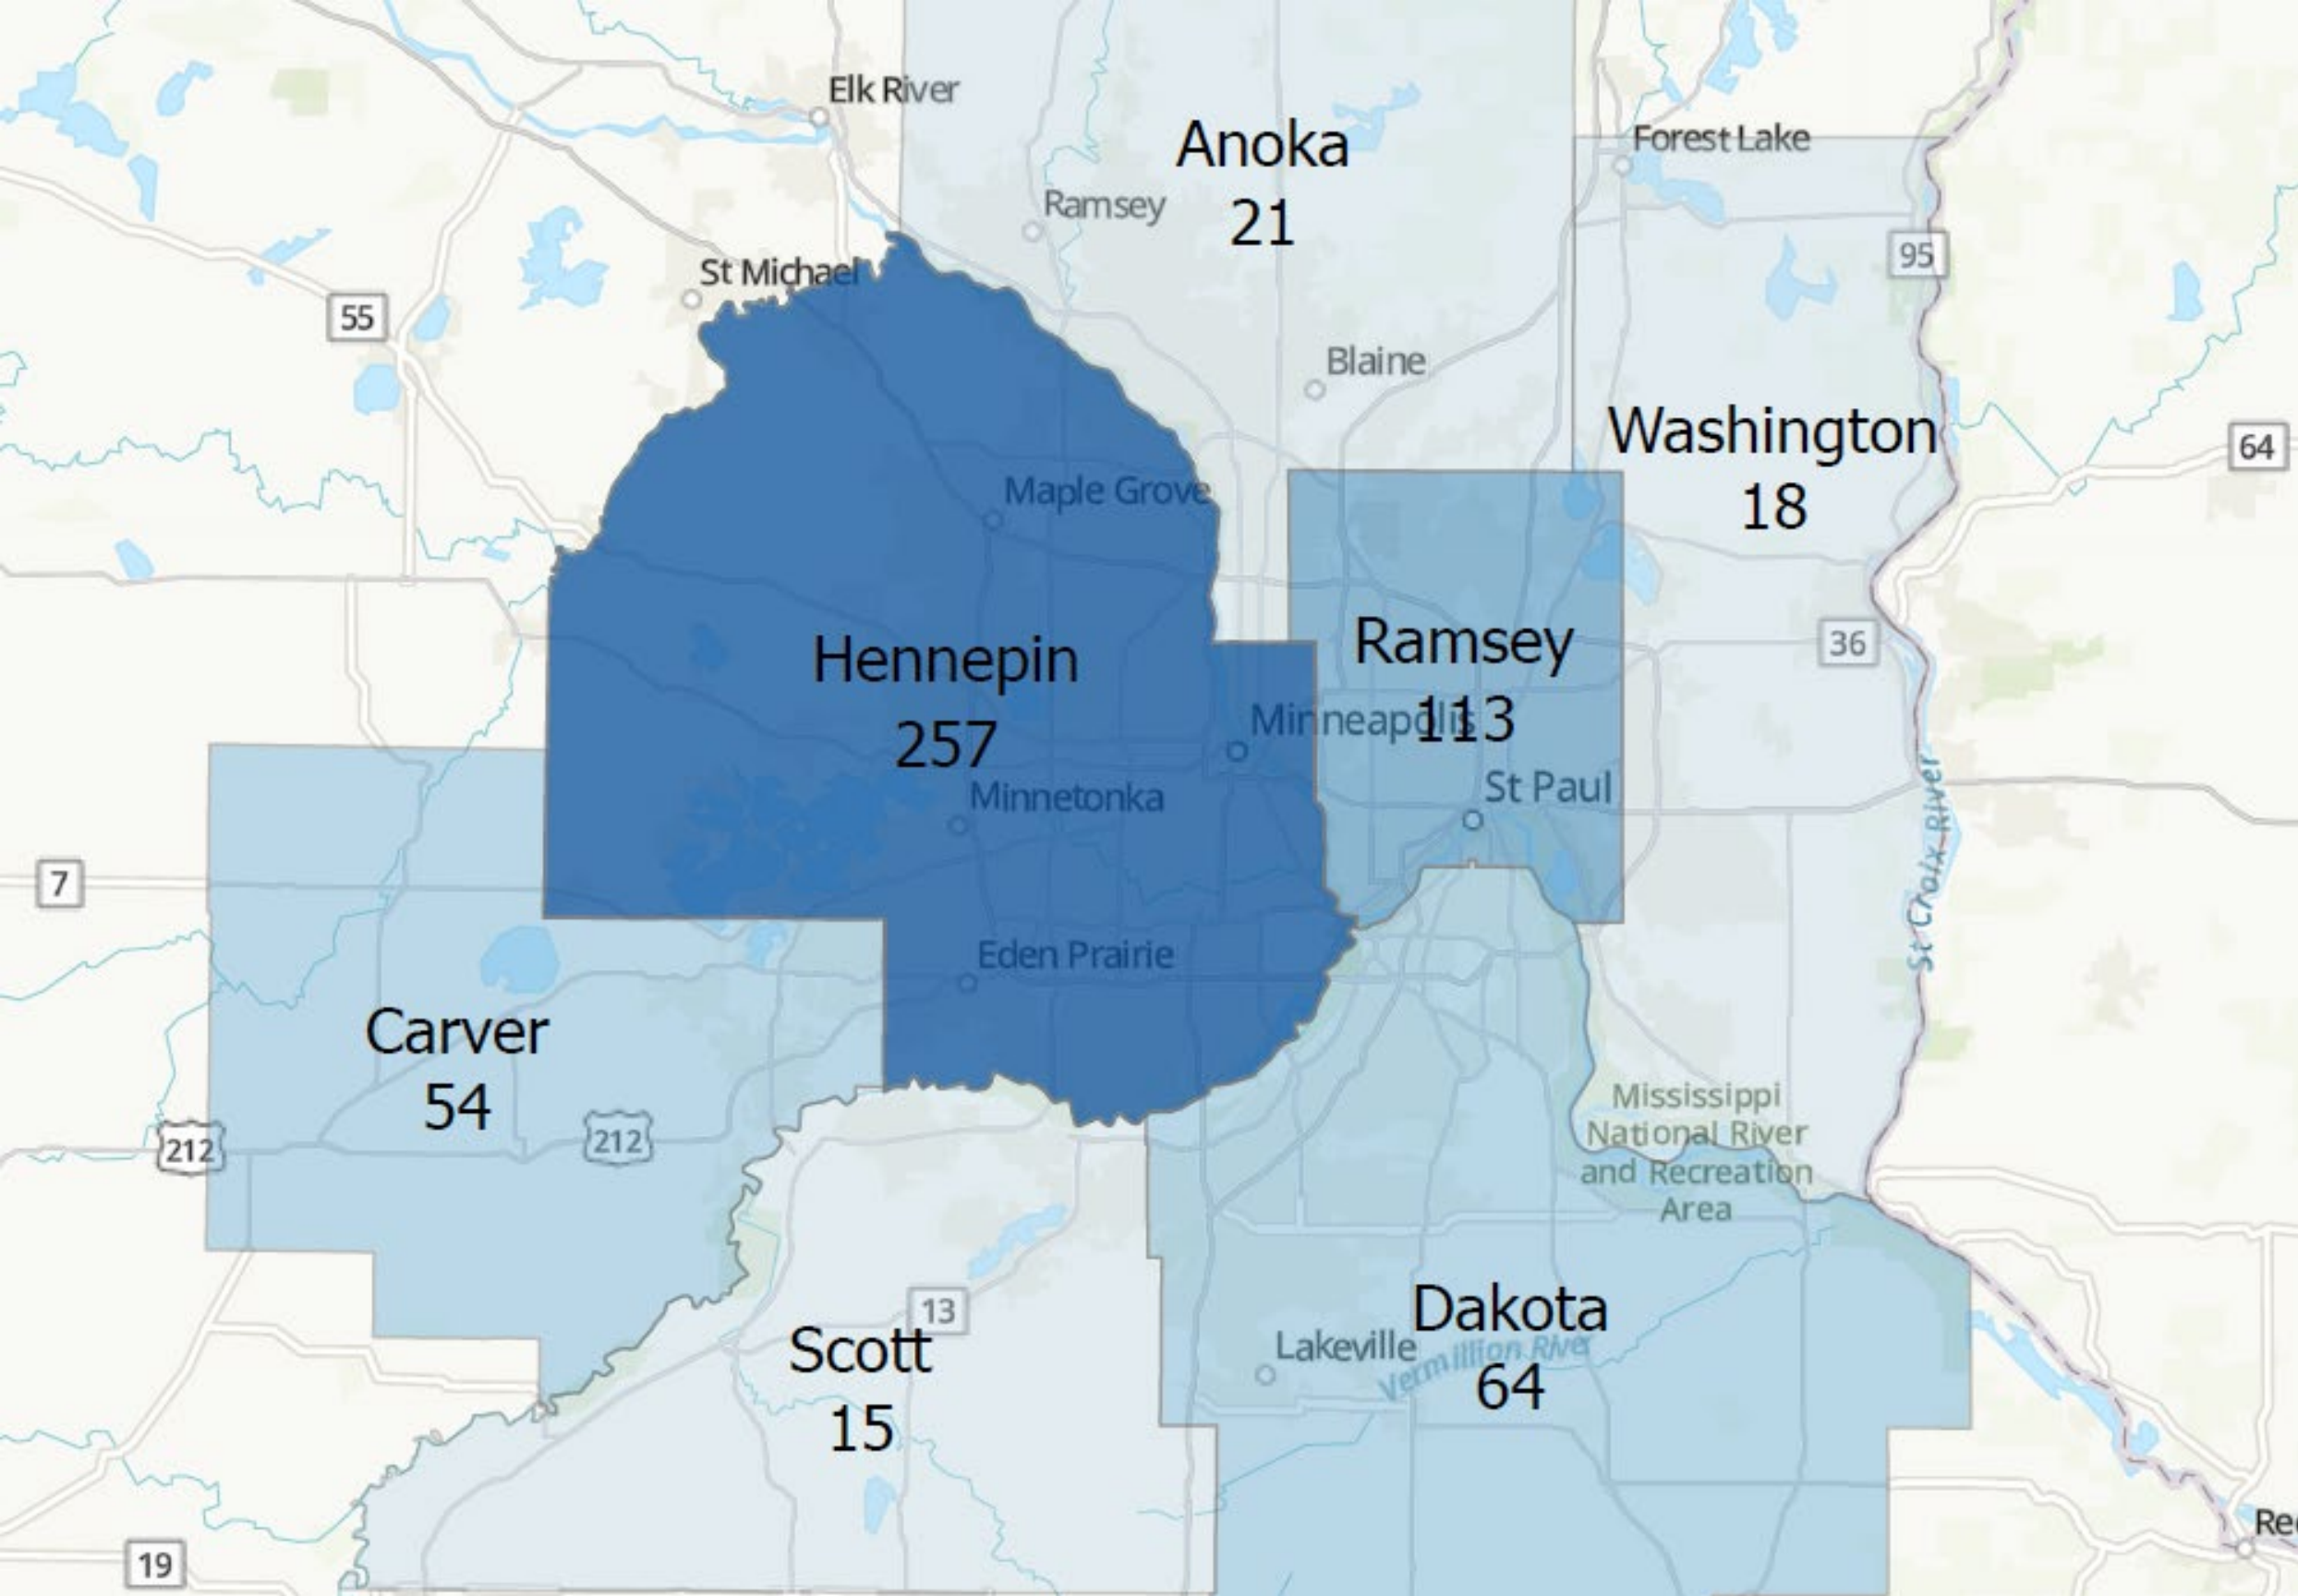 Elk River
Anoka
21
Forest Lake
Ramsey
95
St Michael
55
Blaine
Washington
18
64
Maple Grove
Hennepin
257
Ramsey
113
36
Minneapolis
Minnetonka
St Paul
7
St Croix River
Eden Prairie
Carver
54
212
212
Mississippi
National River
and Recreation
Area
13
Scott
15
Dakota
64
Lakeville
Vermillion River
19
Re